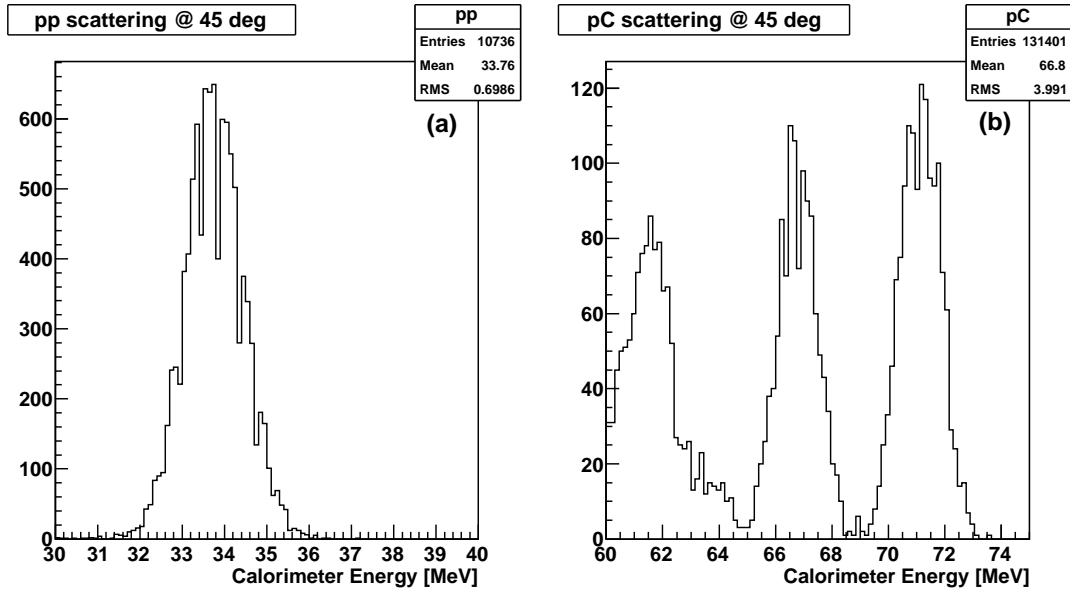 pp scattering @ 45 deg
pp
Entries 10736
Mean 33.76
RMS 0.6986
(a)
600
500
400
300
200
100
0
30 31 32 33 34 35 36 37 38 39 40
Calorimeter Energy [MeV]
pC scattering @ 45 deg
pC
Entries 131401
Mean 66.8
RMS 3.991
(b)
120
100
80
60
40
20
0
60 62 64 66 68 70 72 74
Calorimeter Energy [MeV]